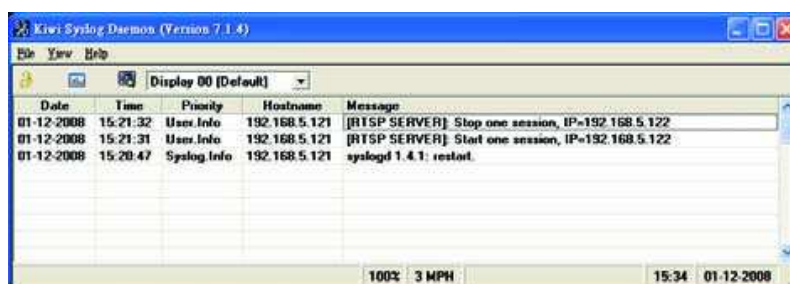 Kiwi Syslog Daemon (Version 7.1.4)
File View Help
Display 00 (Default)
Date Time Priority Hostname Message
01-12-2008 15:21:32 User.Info 192.168.5.121 [RTSP SERVER]: Stop one session, IP=192.168.5.122
01-12-2008 15:21:31 User.Info 192.168.5.121 [RTSP SERVER]: Start one session, IP=192.168.5.122
01-12-2008 15:20:47 Syslog.Info 192.168.5.121 syslogd 1.4.1: restart.
100% 3 MPH 15:34 01-12-2008